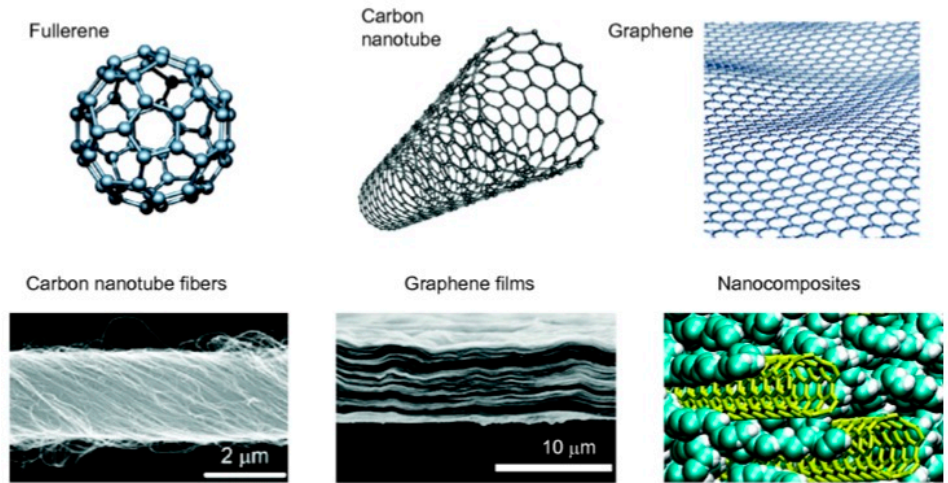 Fullerene
Carbon
nanotube
Graphene
Carbon nanotube fibers
Graphene films
Nanocomposites
2 μm
10 μm